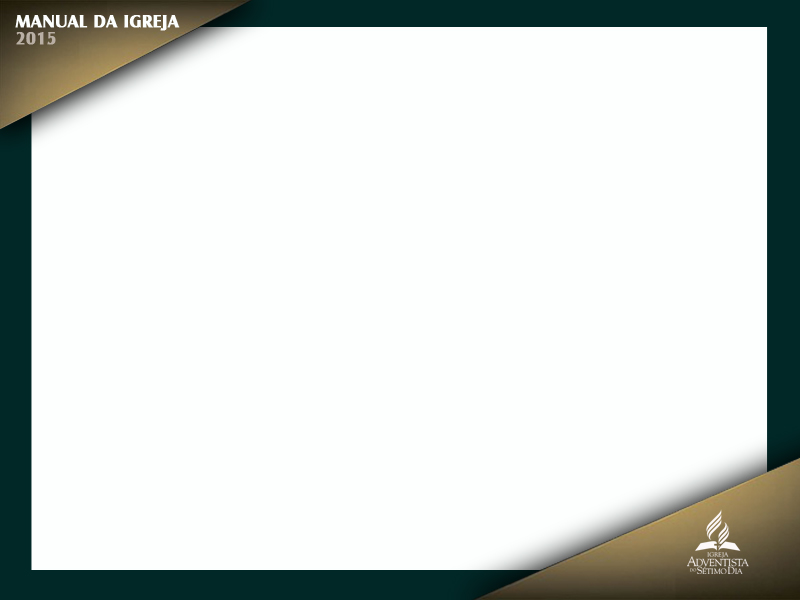 MANUAL DA IGREJA
2015
IGREJA
ADVENTISTA
DO SÉTIMO DIA